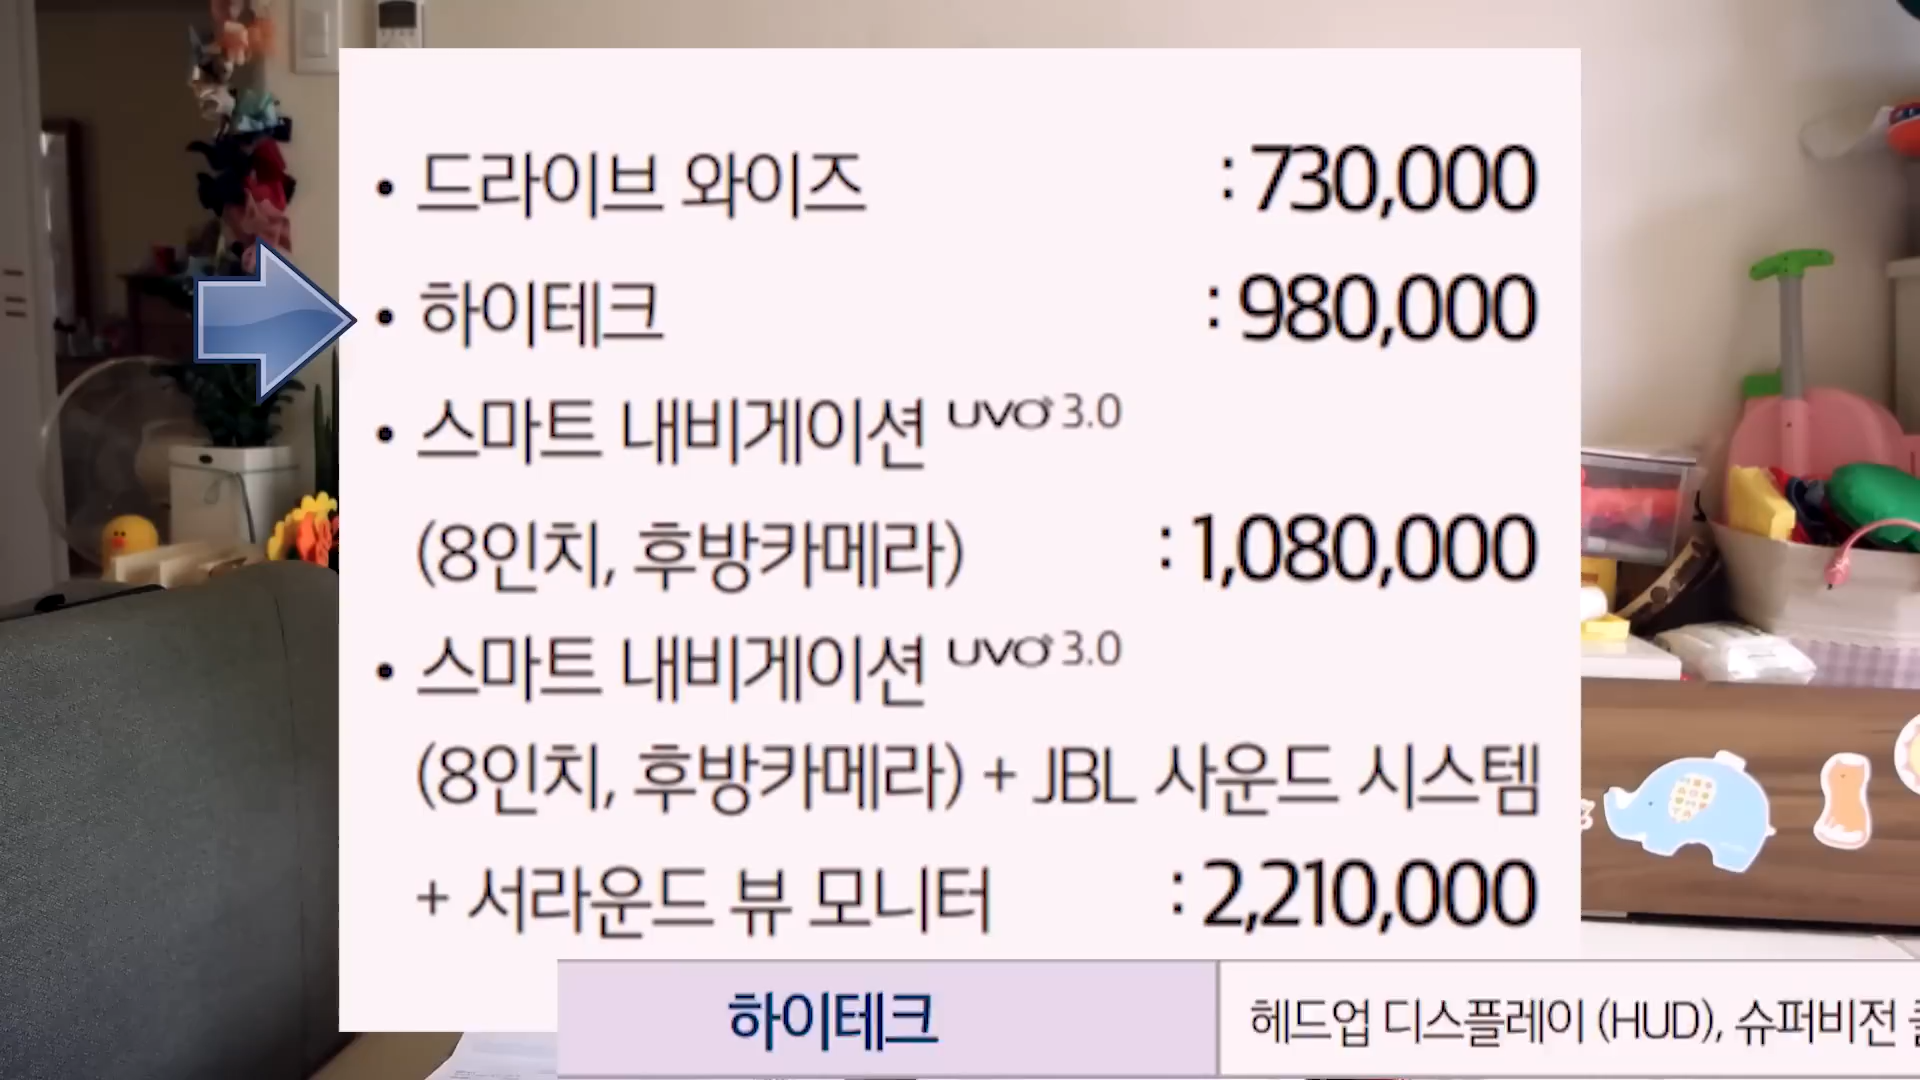 • 드라이브 와이즈 : 730,000
• 하이테크 : 980,000
• 스마트 내비게이션 UVO 3.0
(8인치, 후방카메라) : 1,080,000
• 스마트 내비게이션 UVO 3.0
(8인치, 후방카메라) + JBL 사운드 시스템
+ 서라운드 뷰 모니터 : 2,210,000
하이테크 헤드업 디스플레이 (HUD), 슈퍼비전